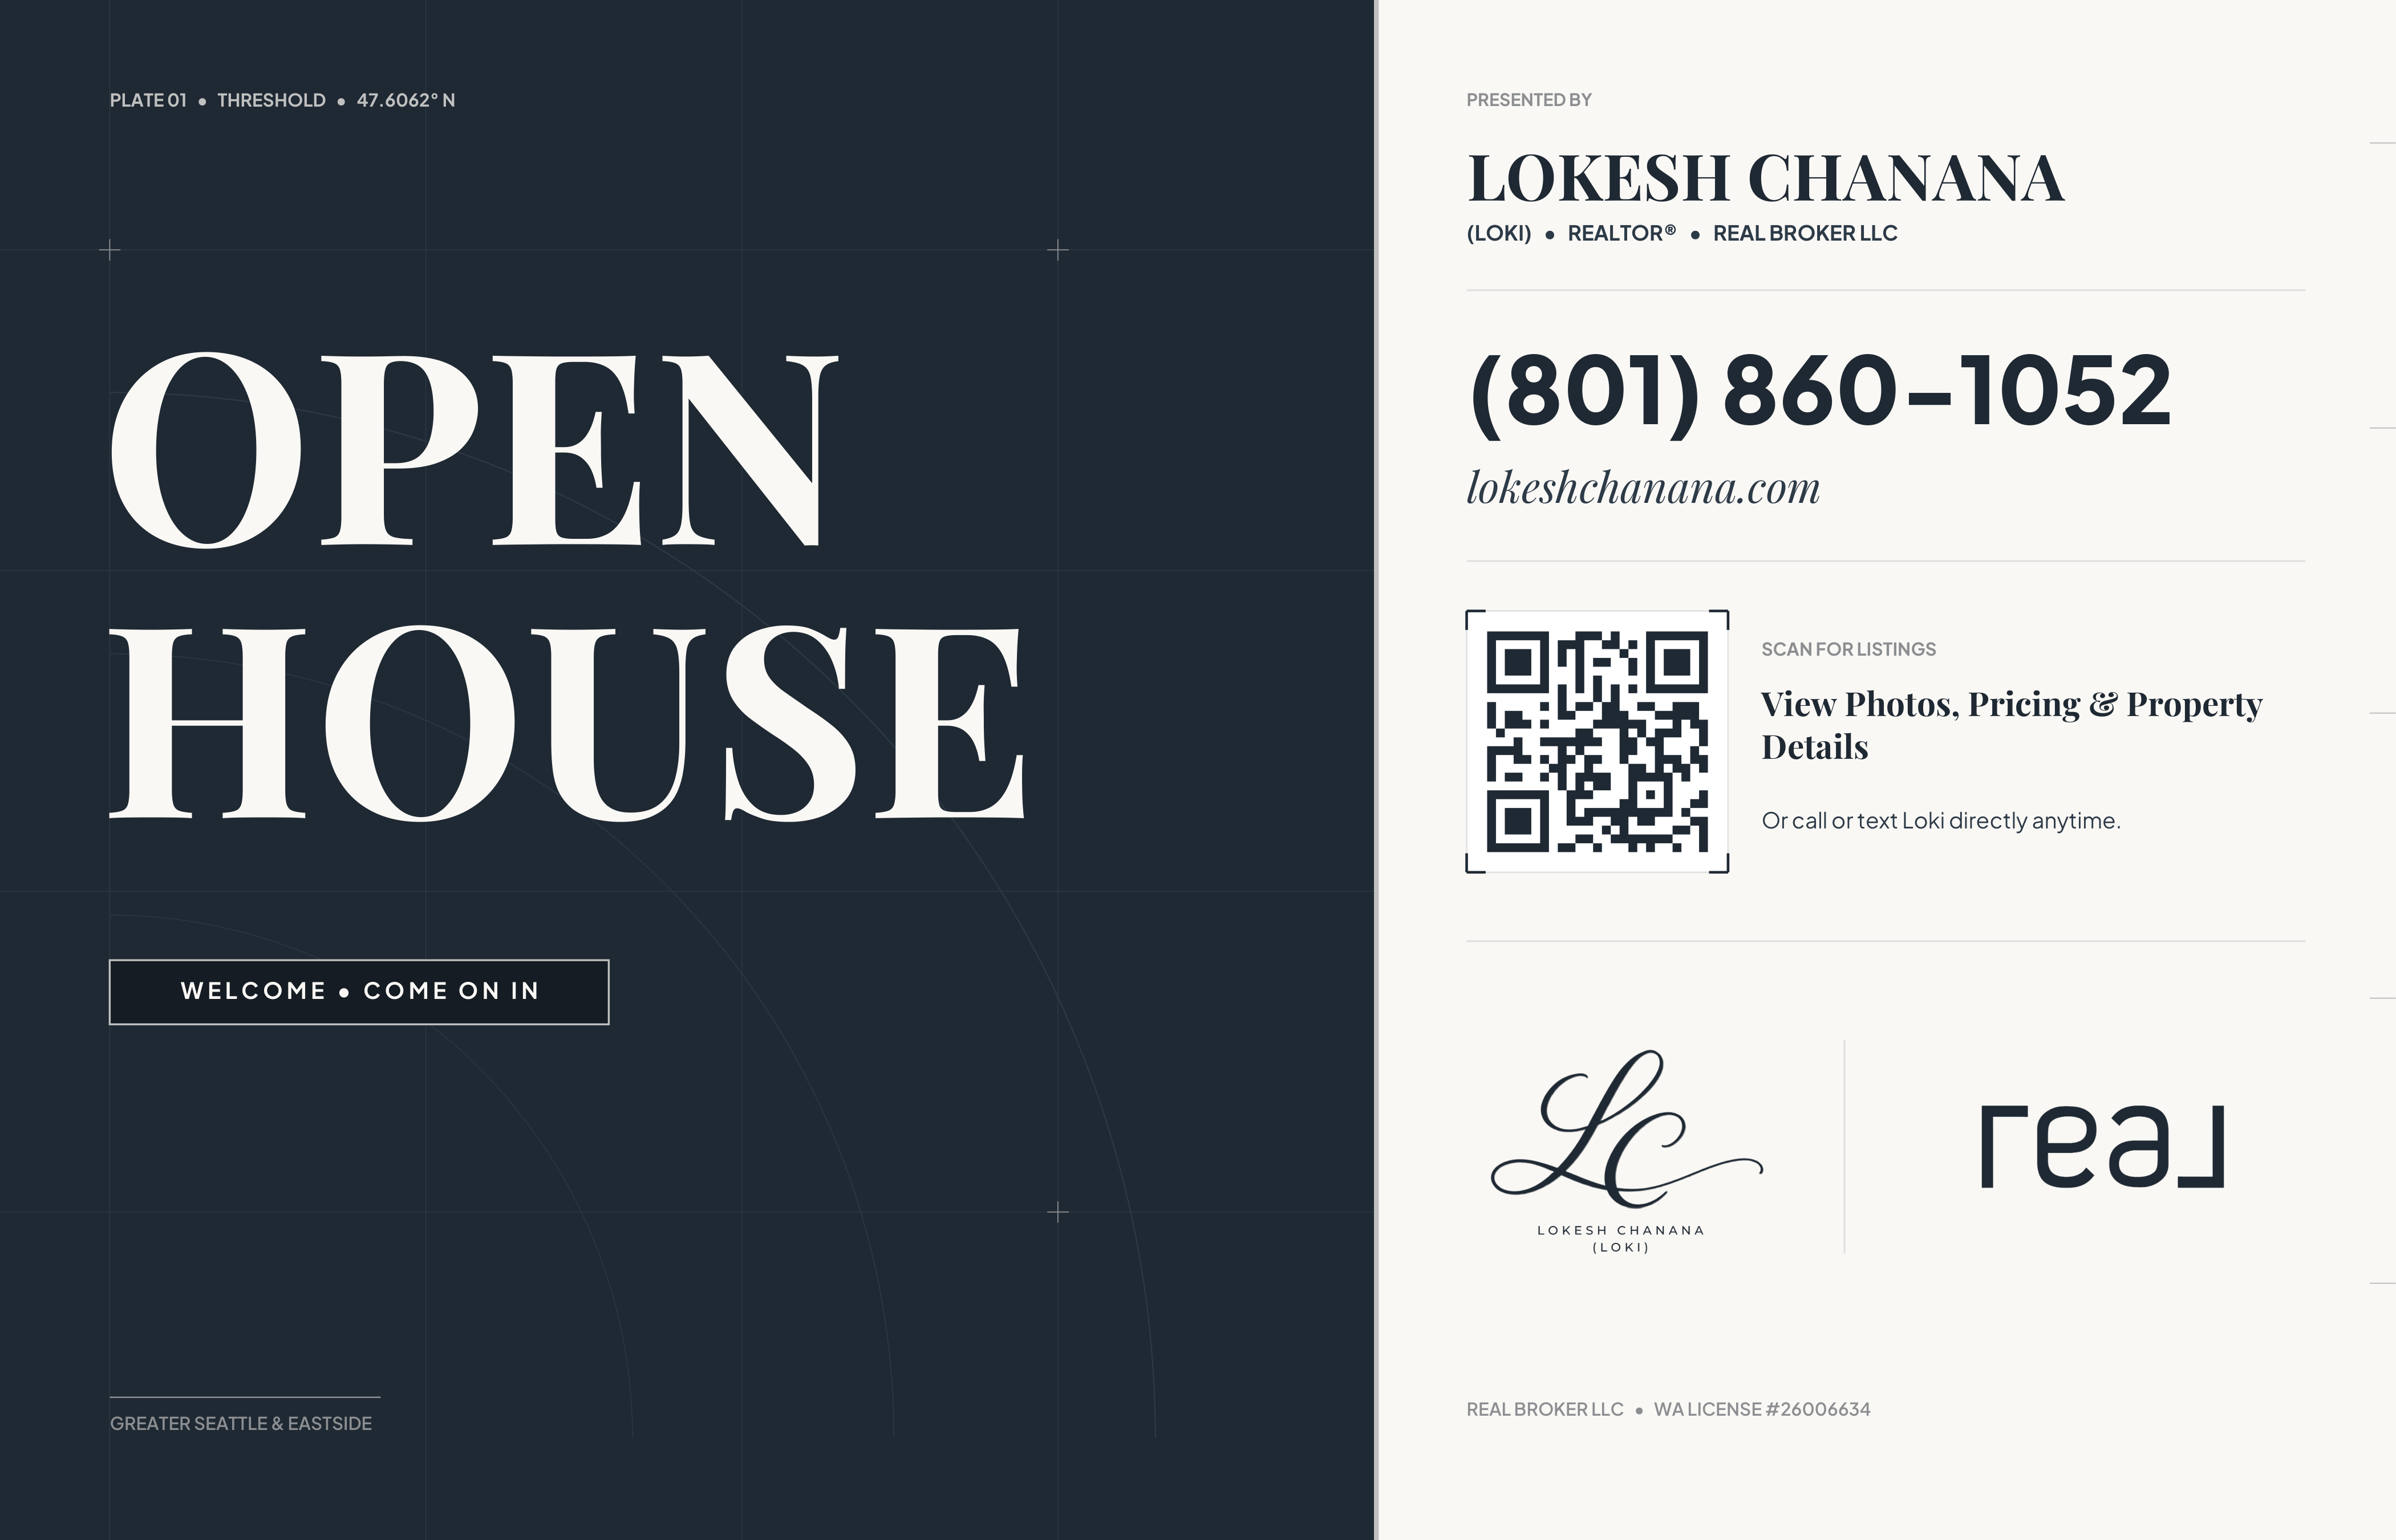 PLATE 01 • THRESHOLD • 47.6062° N
OPEN
HOUSE
WELCOME • COME ON IN
GREATER SEATTLE & EASTSIDE
PRESENTED BY
LOKESH CHANANA
(LOKI) • REALTOR® • REAL BROKER LLC
(801) 860-1052
lokeshchanana.com
SCAN FOR LISTINGS
View Photos, Pricing & Property
Details
Or call or text Loki directly anytime.
LC
LOKESH CHANANA
(LOKI)
real
REAL BROKER LLC • WA LICENSE #26006634